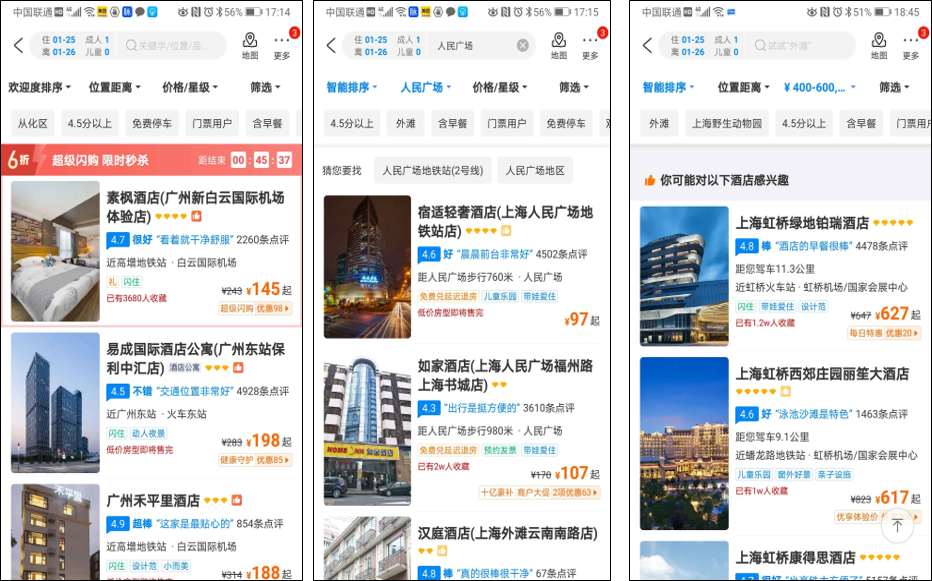 中国联通 56% 17:14
住 01-25 成人 1
离 01-26 儿童 0
关键字/位置/品...
地图
更多
3
欢迎度排序 位置距离 价格/星级 筛选
从化区 4.5分以上 免费停车 门票用户 含早餐
6折 超级闪购 限时秒杀 距结束 00 : 45 : 37
素枫酒店(广州新白云国际机场
体验店)
4.7 很好 “看着就干净舒服” 2260条点评
近高增地铁站 · 白云国际机场
礼 闪住
已有3680人收藏
¥243 ¥145起
超级闪购 优惠98
易成国际酒店公寓(广州东站保
利中汇店) 酒店公寓
4.5 不错 “交通位置非常好” 4928条点评
近广州东站 · 火车东站
闪住 动人夜景
低价房型即将售完
¥283 ¥198起
健康守护 优惠85
广州禾平里酒店
4.9 超棒 “这家是最贴心的” 854条点评
近高增地铁站 · 白云国际机场
闪住 设计范 小而美
¥314 ¥188起
禾平里
中国联通 56% 17:15
住 01-25 成人 1
离 01-26 儿童 0
人民广场
地图
更多
3
智能排序 人民广场 价格/星级 筛选
4.5分以上 外滩 含早餐 门票用户 免费停车
猜您要找 人民广场地铁站(2号线) 人民广场地区
宿适轻奢酒店(上海人民广场地
铁站店)
4.6 好 “晨晨前台非常好” 4502条点评
距人民广场步行760米 · 人民广场
免费兑延迟退房 儿童乐园 带娃爱住
低价房型即将售完
¥97起
如家酒店(上海人民广场福州路
上海书城店)
4.3 “出行是挺方便的” 3610条点评
距人民广场步行980米 · 人民广场
免费兑延迟退房 预约发票 带娃爱住
已有2w人收藏
¥170 ¥107起
十亿豪补 商户大促 2项优惠63
HOME INN 如家酒店
汉庭酒店(上海外滩云南南路店)
4.8 棒 “真的很棒很干净” 67条点评
中国联通 51% 18:45
住 01-25 成人 1
离 01-26 儿童 0
试试“外滩”
地图
更多
3
智能排序 位置距离 ¥ 400-600,... 筛选
外滩 上海野生动物园 4.5分以上 含早餐 门票用
你可能对以下酒店感兴趣
上海虹桥绿地铂瑞酒店
4.8 棒 “酒店的早餐很棒” 4478条点评
距您驾车11.3公里
近虹桥火车站 · 虹桥机场/国家会展中心
闪住 带娃爱住 设计范
已有1.2w人收藏
¥647 ¥627起
每日特惠 优惠20
上海虹桥西郊庄园丽笙大酒店
4.6 好 “泳池沙滩是特色” 1463条点评
距您驾车9.1公里
近蟠龙路地铁站 · 虹桥机场/国家会展中心
儿童乐园 窗外好景 亲子设施
已有1w人收藏
¥823 ¥617起
优享体验价
上海虹桥康得思酒店